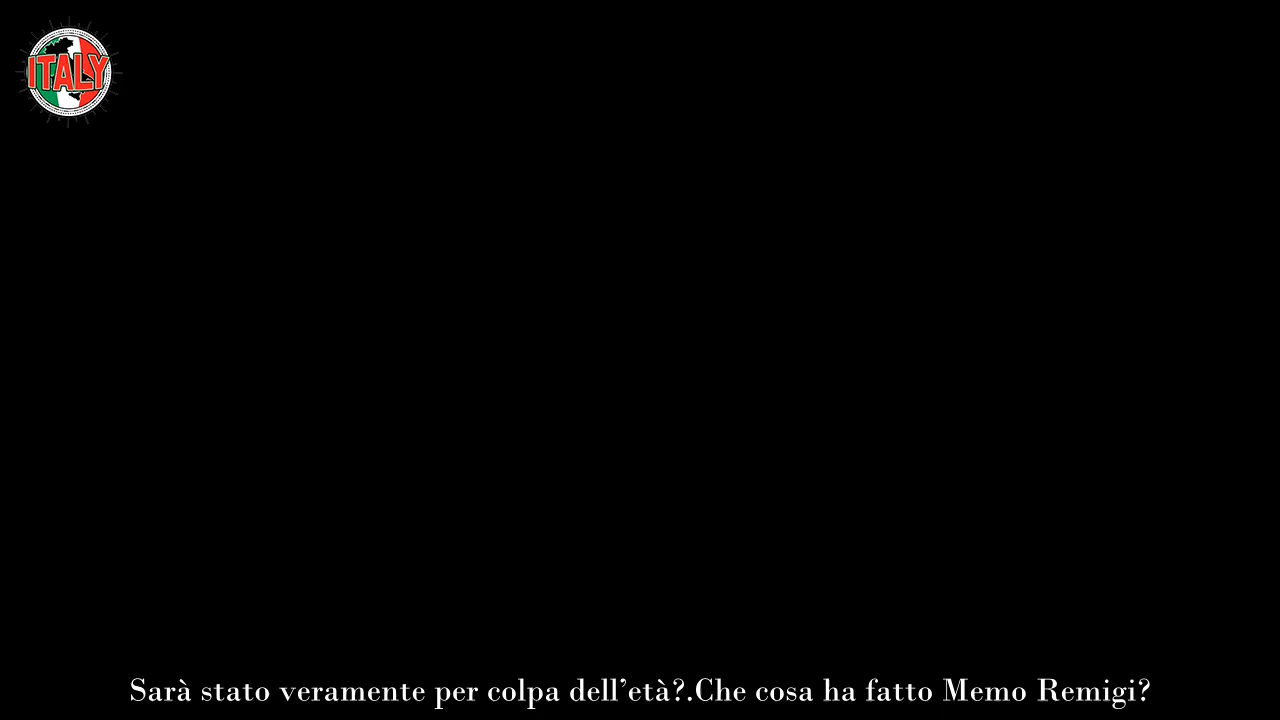 ITALY
Sarà stato veramente per colpa dell’età?.Che cosa ha fatto Memo Remigi?